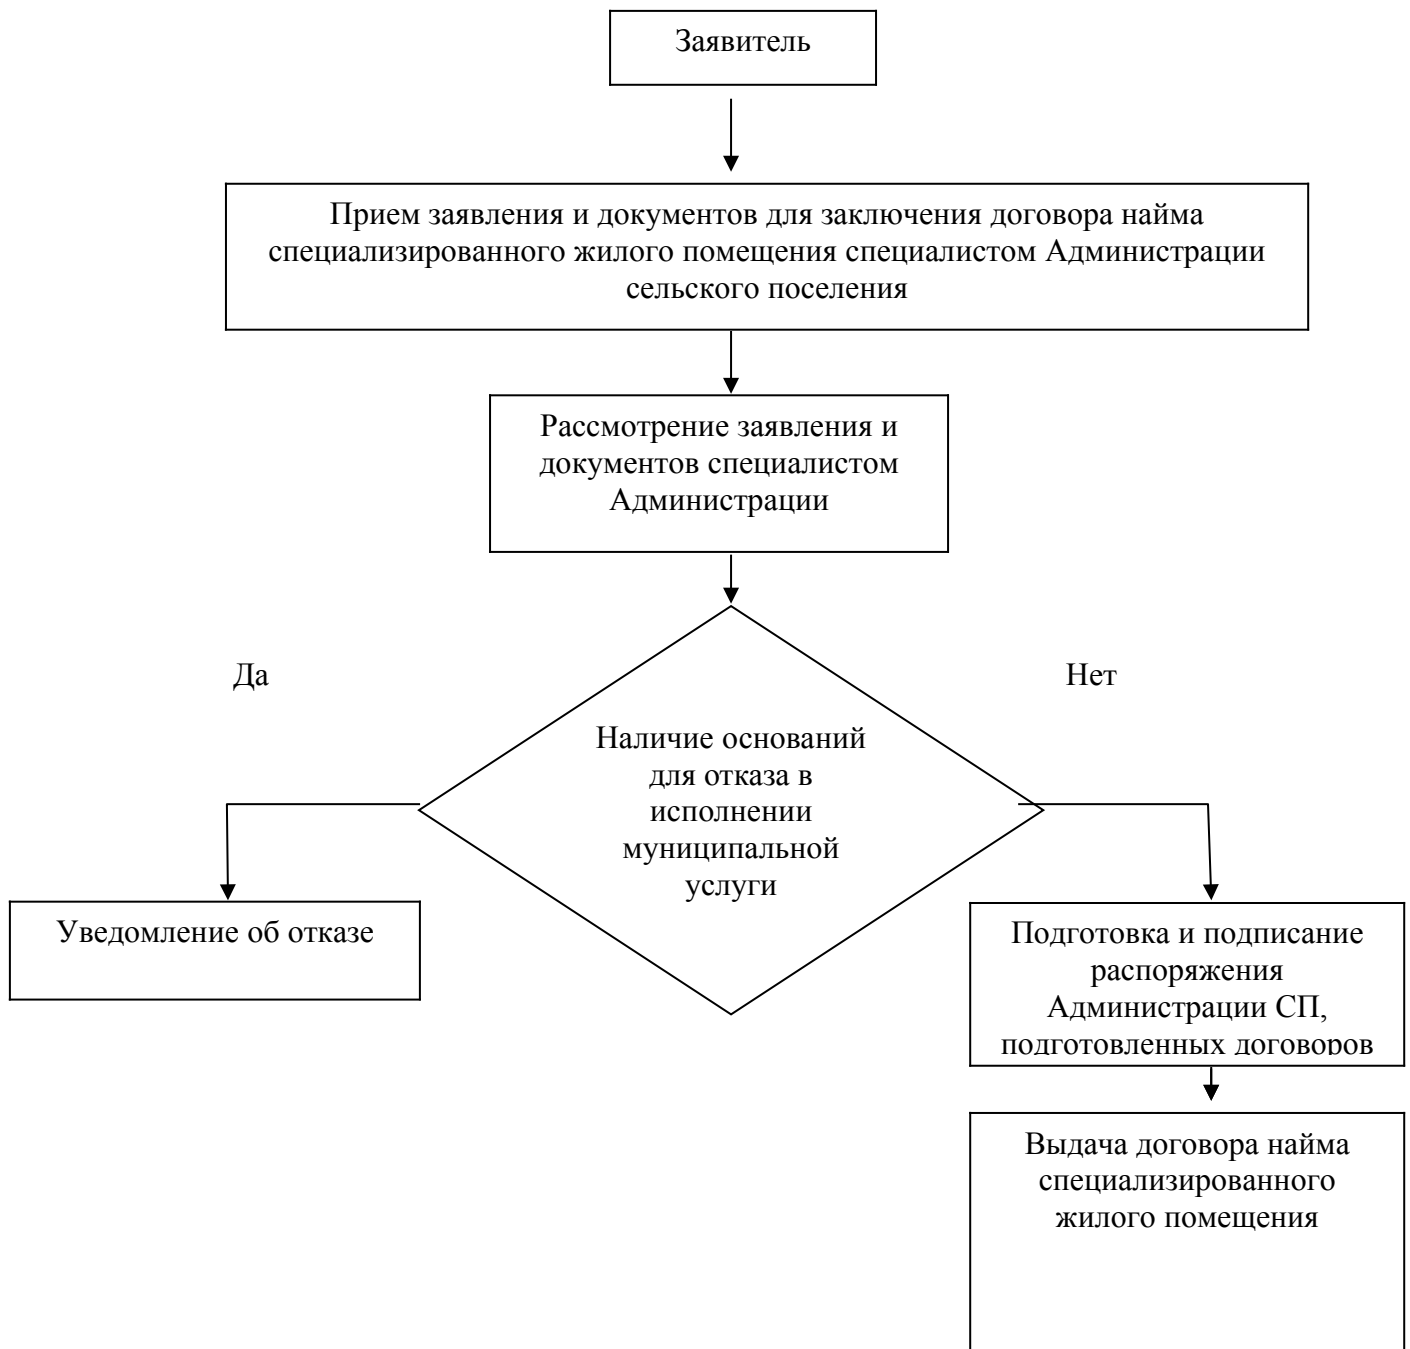 Заявитель
Прием заявления и документов для заключения договора найма
специализированного жилого помещения специалистом Администрации
сельского поселения
Рассмотрение заявления и
документов специалистом
Администрации
Да
Нет
Наличие оснований
для отказа в
исполнении
муниципальной
услуги
Уведомление об отказе
Подготовка и подписание
распоряжения
Администрации СП,
подготовленных договоров
Выдача договора найма
специализированного
жилого помещения